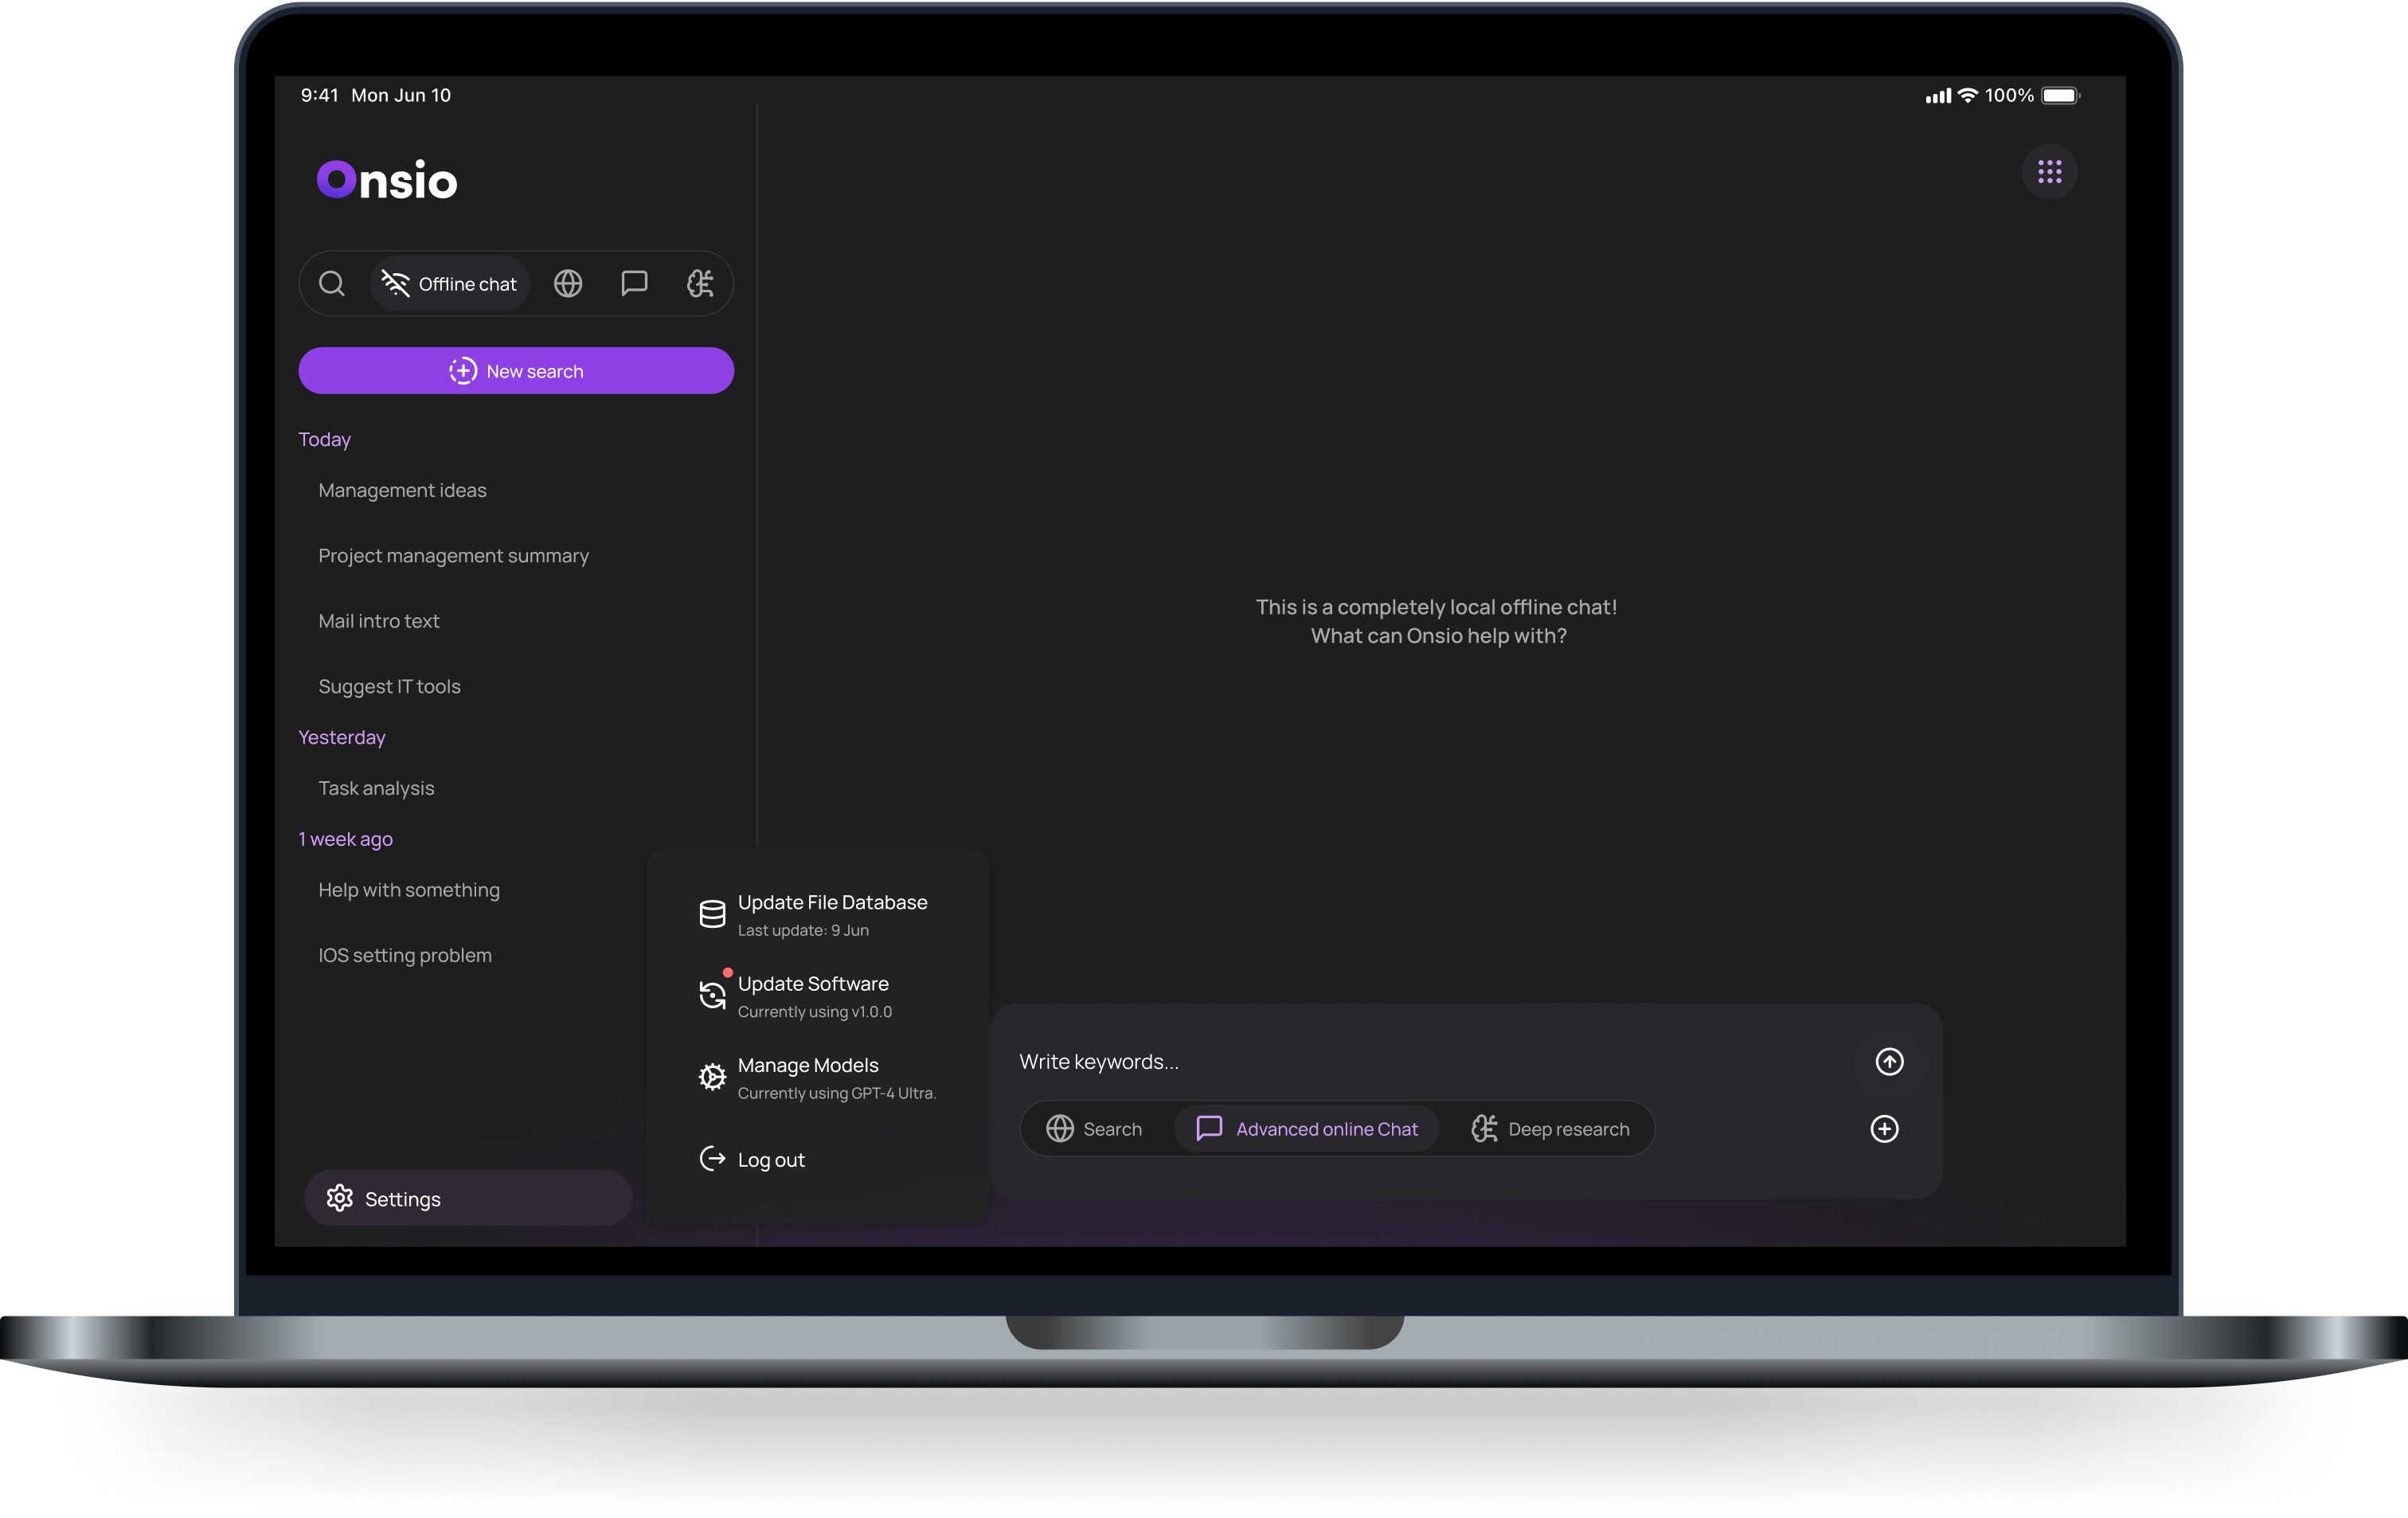 9:41 Mon Jun 10
100%
Onsio
Offline chat
New search
Today
Management ideas
Project management summary
Mail intro text
Suggest IT tools
Yesterday
Task analysis
1 week ago
Help with something
IOS setting problem
Settings
Update File Database
Last update: 9 Jun
Update Software
Currently using v1.0.0
Manage Models
Currently using GPT-4 Ultra.
Log out
This is a completely local offline chat!
What can Onsio help with?
Write keywords...
Search
Advanced online Chat
Deep research